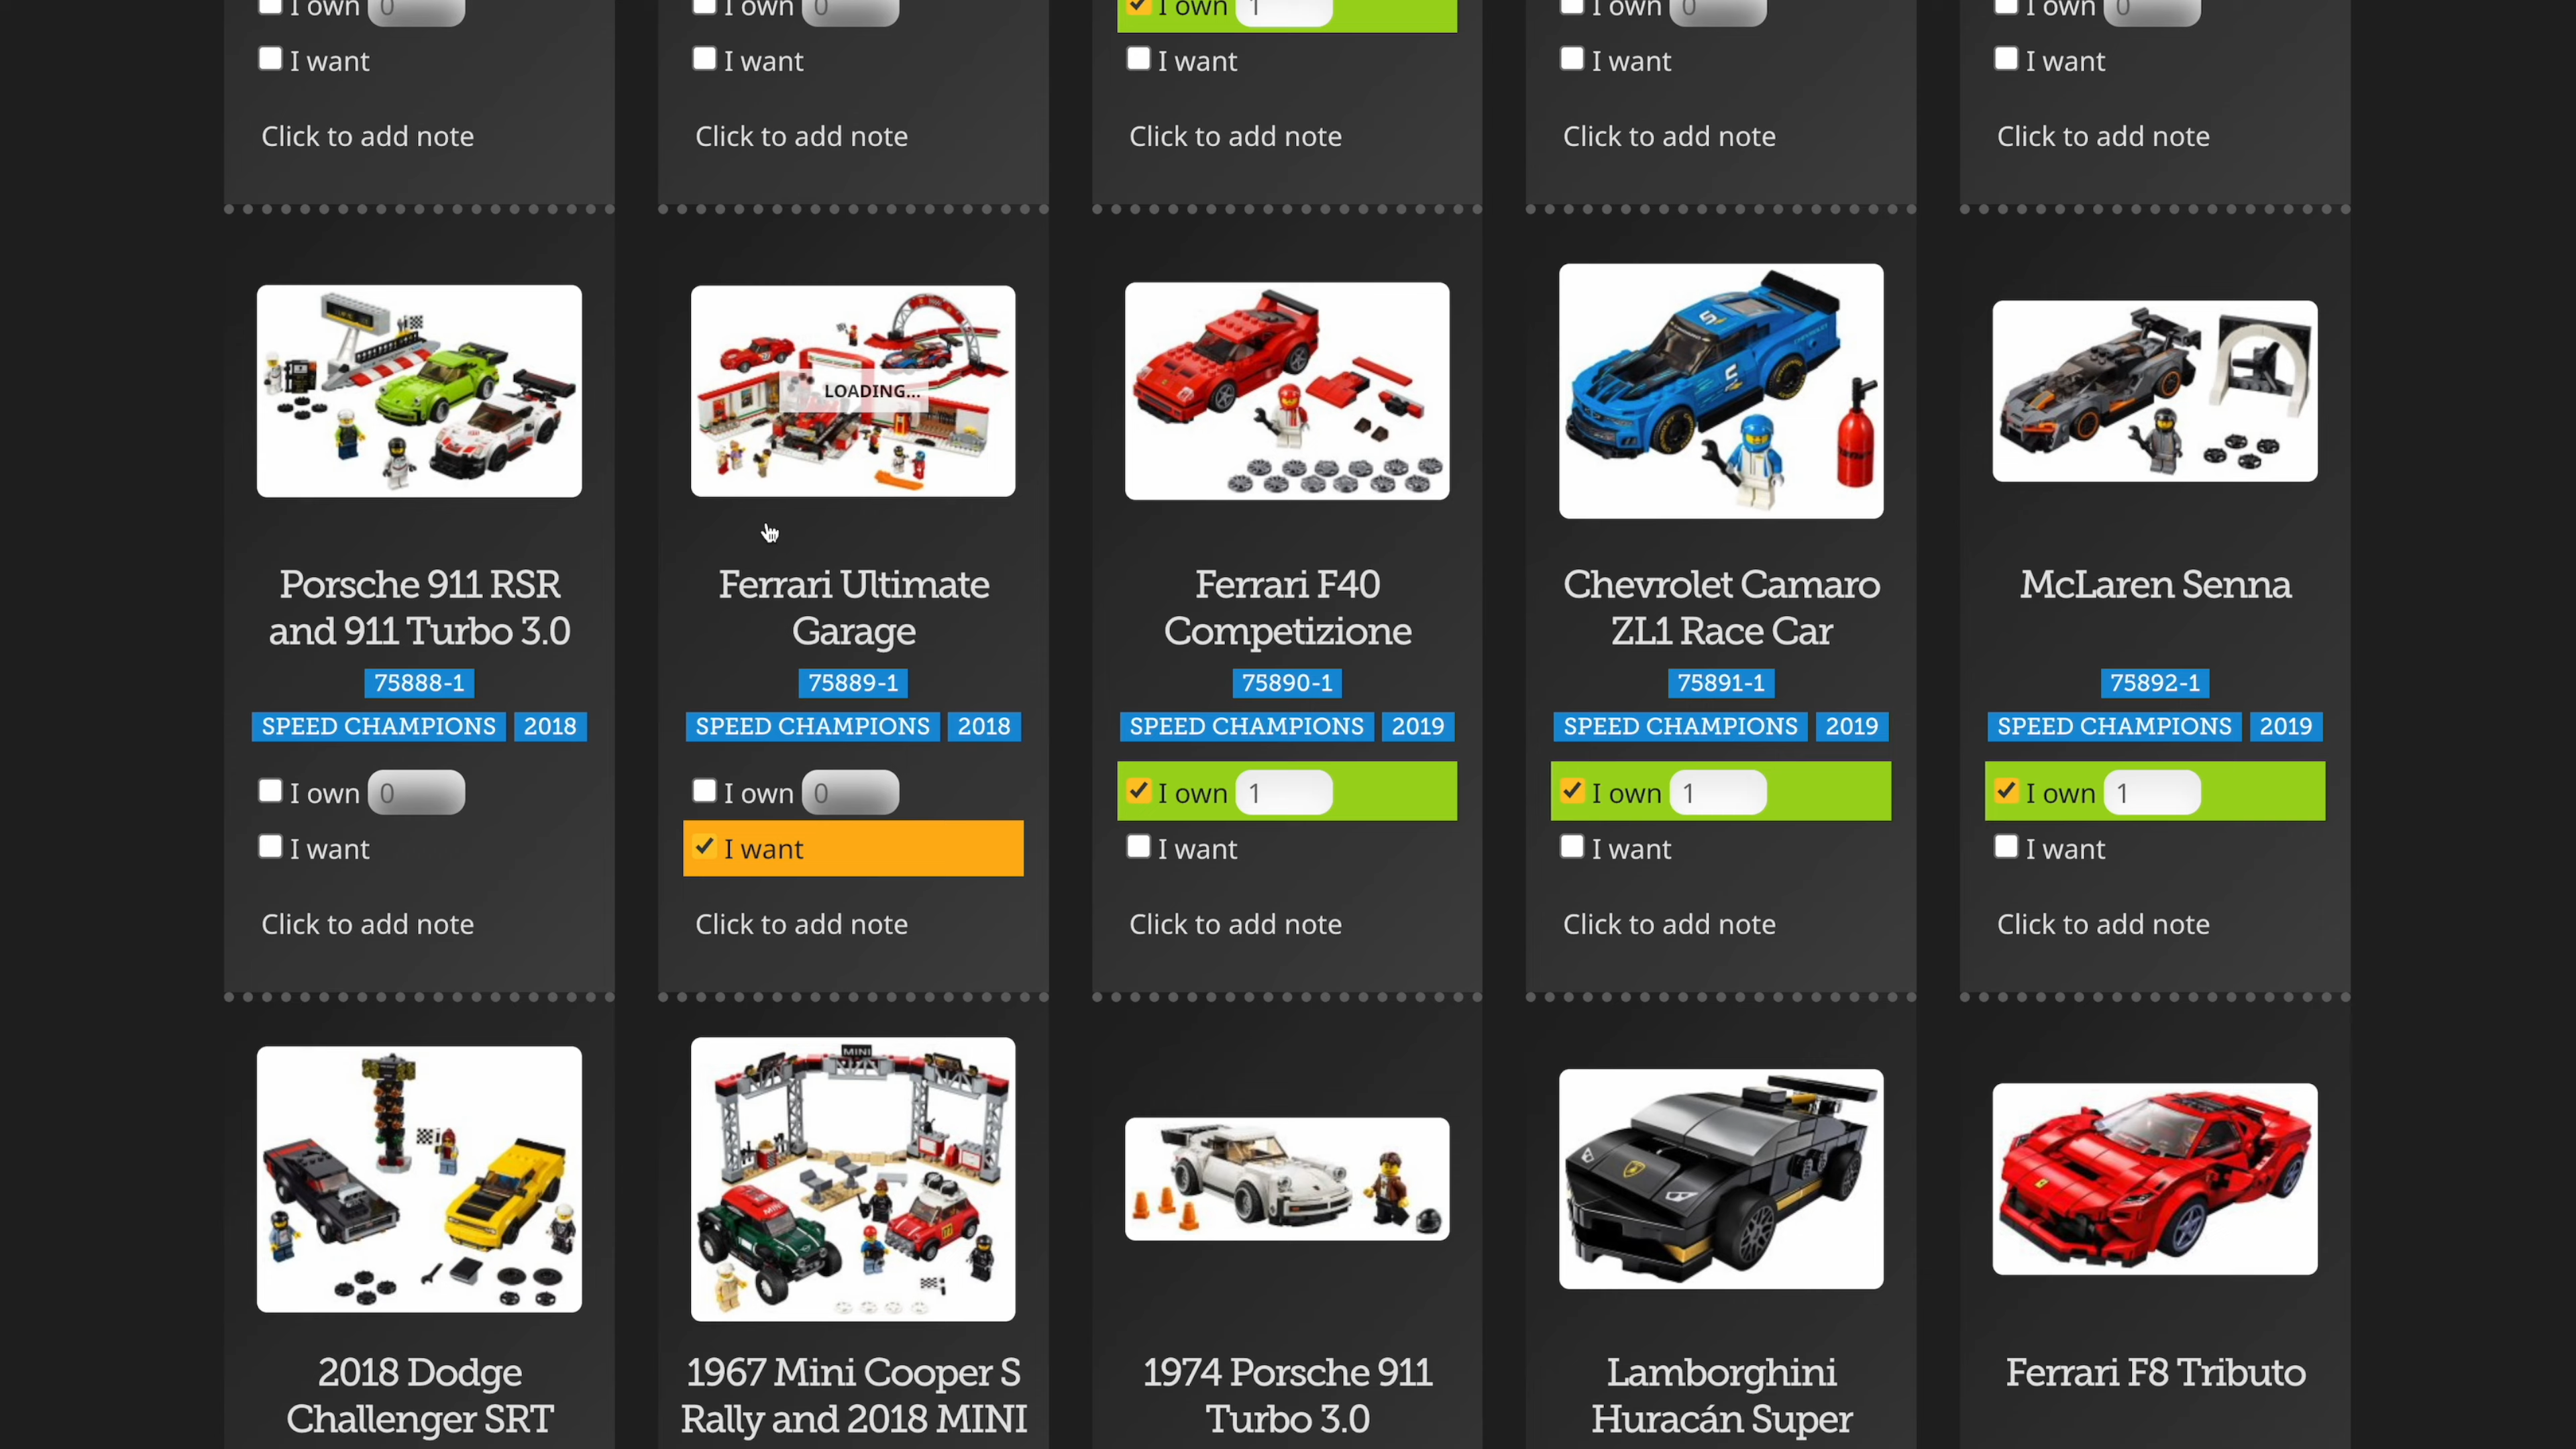 I own 0
I own 0
I own 1
I own 0
I own 0
I want
I want
I want
I want
I want
Click to add note
Click to add note
Click to add note
Click to add note
Click to add note
LOADING...
Porsche 911 RSR
and 911 Turbo 3.0
75888-1
SPEED CHAMPIONS 2018
I own 0
I want
Click to add note
Ferrari Ultimate
Garage
75889-1
SPEED CHAMPIONS 2018
I own 0
I want
Click to add note
Ferrari F40
Competizione
75890-1
SPEED CHAMPIONS 2019
I own 1
I want
Click to add note
Chevrolet Camaro
ZL1 Race Car
75891-1
SPEED CHAMPIONS 2019
I own 1
I want
Click to add note
McLaren Senna
75892-1
SPEED CHAMPIONS 2019
I own 1
I want
Click to add note
MINI
2018 Dodge
Challenger SRT
1967 Mini Cooper S
Rally and 2018 MINI
1974 Porsche 911
Turbo 3.0
Lamborghini
Huracán Super
Ferrari F8 Tributo